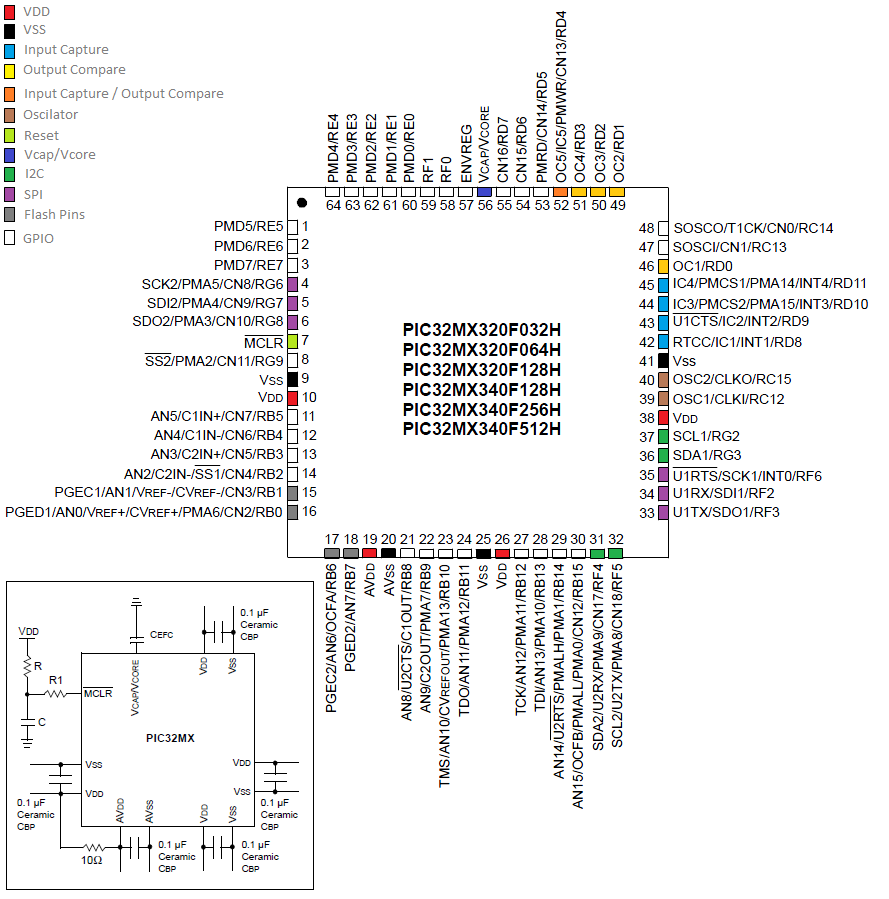 VDD
VSS
Input Capture
Output Compare
Input Capture / Output Compare
Oscilator
Reset
Vcap/Vcore
I2C
SPI
Flash Pins
GPIO
PMD4/RE4
PMD3/RE3
PMD2/RE2
PMD1/RE1
PMD0/RE0
RF1
RF0
ENVREG
VCAP/VCORE
CN16/RD7
CN15/RD6
PMRD/CN14/RD5
OC5/IC5/PMWR/CN13/RD4
OC4/RD3
OC3/RD2
OC2/RD1
64 63 62 61 60 59 58 57 56 55 54 53 52 51 50 49
PMD5/RE5 1
PMD6/RE6 2
PMD7/RE7 3
SCK2/PMA5/CN8/RG6 4
SDI2/PMA4/CN9/RG7 5
SDO2/PMA3/CN10/RG8 6
MCLR 7
SS2/PMA2/CN11/RG9 8
VSS 9
VDD 10
AN5/C1IN+/CN7/RB5 11
AN4/C1IN-/CN6/RB4 12
AN3/C2IN+/CN5/RB3 13
AN2/C2IN-/SS1/CN4/RB2 14
PGEC1/AN1/VREF-/CVREF-/CN3/RB1 15
PGED1/AN0/VREF+/CVREF+/PMA6/CN2/RB0 16
PIC32MX320F032H
PIC32MX320F064H
PIC32MX320F128H
PIC32MX340F128H
PIC32MX340F256H
PIC32MX340F512H
48 SOSCO/T1CK/CN0/RC14
47 SOSCI/CN1/RC13
46 OC1/RD0
45 IC4/PMCS1/PMA14/INT4/RD11
44 IC3/PMCS2/PMA15/INT3/RD10
43 U1CTS/IC2/INT2/RD9
42 RTCC/IC1/INT1/RD8
41 Vss
40 OSC2/CLKO/RC15
39 OSC1/CLKI/RC12
38 VDD
37 SCL1/RG2
36 SDA1/RG3
35 U1RTS/SCK1/INT0/RF6
34 U1RX/SDI1/RF2
33 U1TX/SDO1/RF3
17 18 19 20 21 22 23 24 25 26 27 28 29 30 31 32
PGEC2/AN6/OCFA/RB6
PGED2/AN7/RB7
AVDD
AVSS
AN8/U2CTS/C1OUT/RB8
AN9/C2OUT/PMA7/RB9
TMS/AN10/CVREFOUT/PMA13/RB10
TDO/AN11/PMA12/RB11
VSS
VDD
TCK/AN12/PMA11/RB12
TDI/AN13/PMA10/RB13
AN14/U2RTS/PMALH/PMA1/RB14
AN15/OCFB/PMALL/PMA0/CN12/RB15
SDA2/U2RX/PMA9/CN17/RF4
SCL2/U2TX/PMA8/CN18/RF5
VDD
R
R1
C
CEFC
0.1 µF
Ceramic
CBP
MCLR
VCAP/VCORE
VDD
VSS
PIC32MX
VSS
VDD
VDD
VSS
0.1 µF
Ceramic
CBP
0.1 µF
Ceramic
CBP
AVDD
AVSS
VDD
VSS
10Ω
0.1 µF
Ceramic
CBP
0.1 µF
Ceramic
CBP